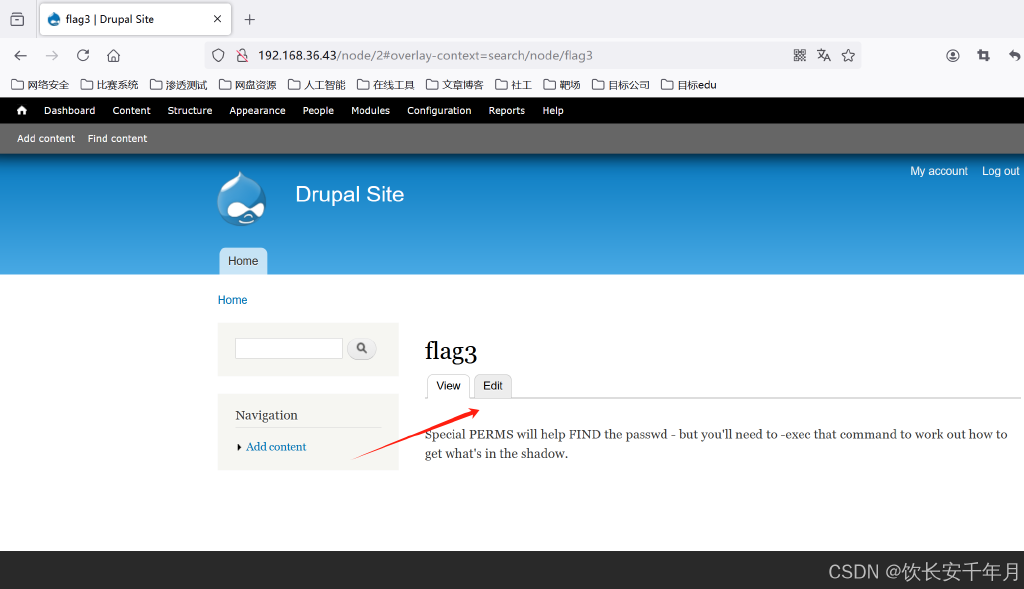 flag3 | Drupal Site
192.168.36.43/node/2#overlay-context=search/node/flag3
网络安全 比赛系统 渗透测试 网盘资源 人工智能 在线工具 文章博客 社工 靶场 目标公司 目标edu
Dashboard Content Structure Appearance People Modules Configuration Reports Help
Add content Find content
My account Log out
Drupal Site
Home
Home
flag3
View Edit
Navigation
Add content
Special PERMS will help FIND the passwd - but you'll need to -exec that command to work out how to
get what's in the shadow.
CSDN @饮长安千年月